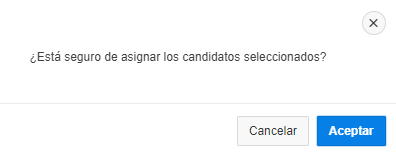 ¿Está seguro de asignar los candidatos seleccionados?
Cancelar
Aceptar